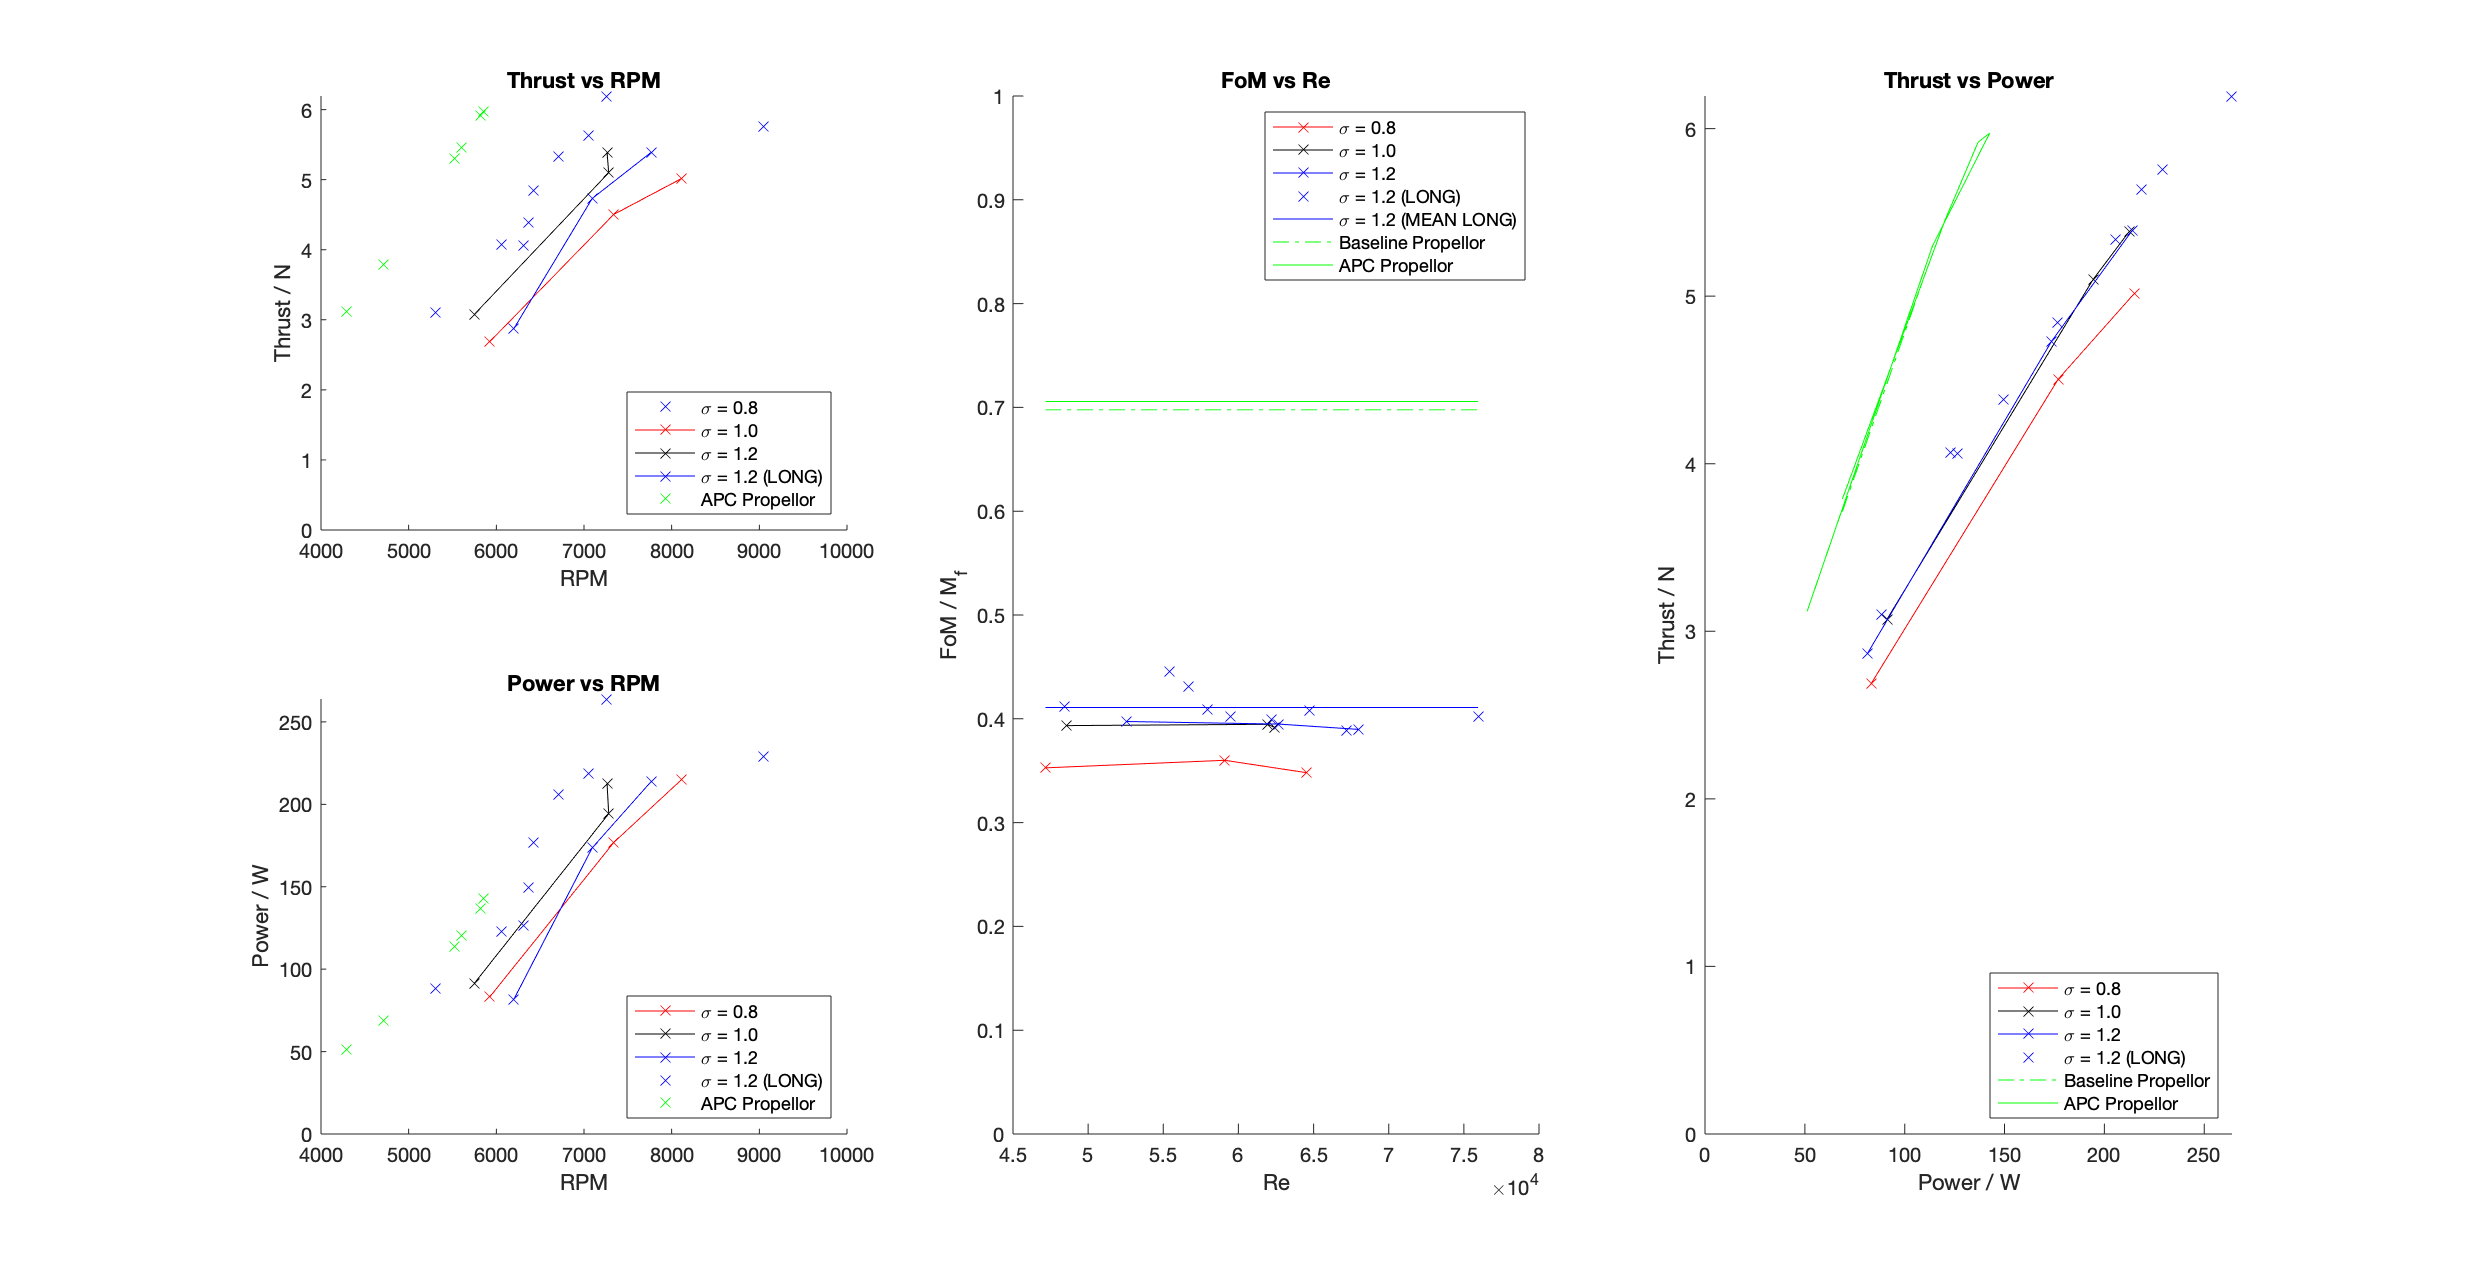 Thrust vs RPM
6
5
4
3
2
1
0
4000 5000 6000 7000 8000 9000 10000
RPM
Thrust / N
σ = 0.8
σ = 1.0
σ = 1.2
σ = 1.2 (LONG)
APC Propellor
Power vs RPM
250
200
150
100
50
0
4000 5000 6000 7000 8000 9000 10000
RPM
Power / W
σ = 0.8
σ = 1.0
σ = 1.2
σ = 1.2 (LONG)
APC Propellor
FoM vs Re
1
0.9
0.8
0.7
0.6
0.5
0.4
0.3
0.2
0.1
0
4.5 5 5.5 6 6.5 7 7.5 8
Re
×10⁴
FoM / M_f
σ = 0.8
σ = 1.0
σ = 1.2
σ = 1.2 (LONG)
σ = 1.2 (MEAN LONG)
Baseline Propellor
APC Propellor
Thrust vs Power
6
5
4
3
2
1
0
0 50 100 150 200 250
Power / W
Thrust / N
σ = 0.8
σ = 1.0
σ = 1.2
σ = 1.2 (LONG)
Baseline Propellor
APC Propellor